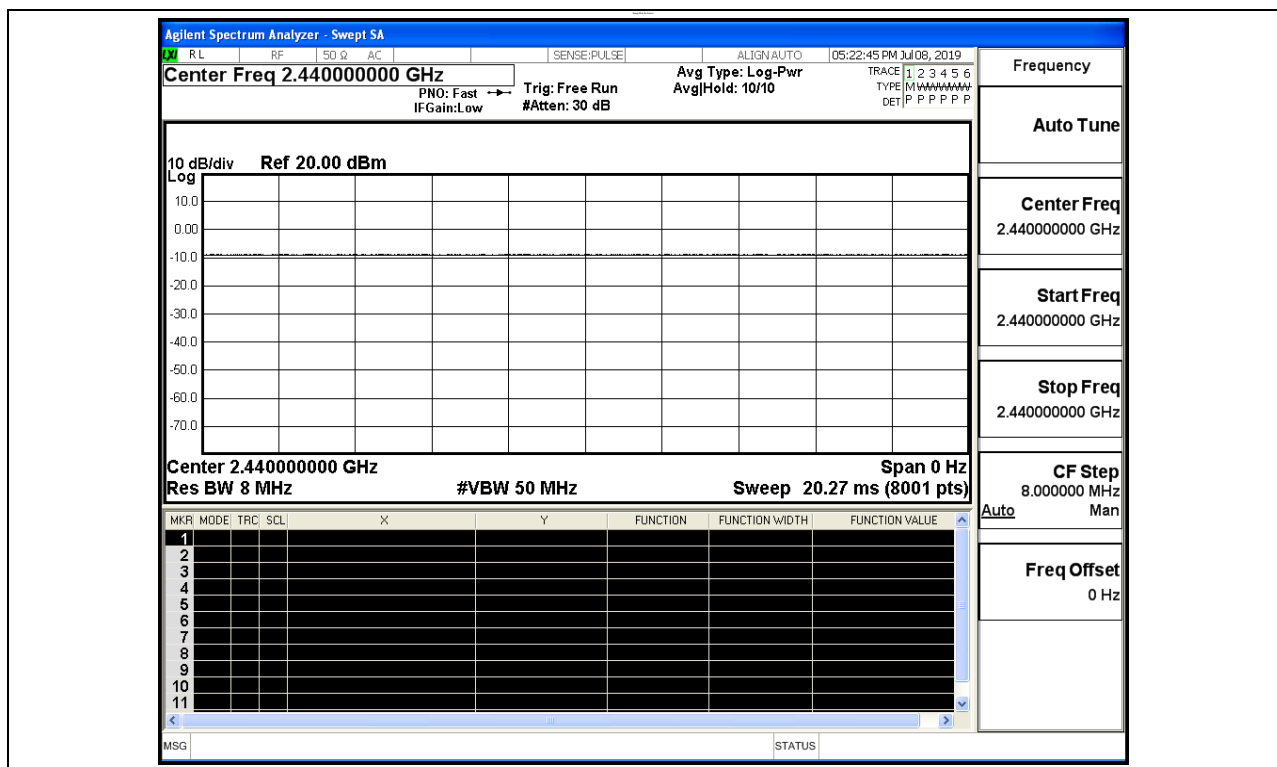 Agilent Spectrum Analyzer - Swept SA
LXI RL RF 50 Ω AC SENSE:PULSE ALIGN AUTO 05:22:45 PM Jul 08, 2019
Center Freq 2.440000000 GHz
PNO: Fast
IFGain:Low
Trig: Free Run
#Atten: 30 dB
Avg Type: Log-Pwr
Avg|Hold: 10/10
TRACE 1 2 3 4 5 6
TYPE M WWWWW
DET P P P P P P
10 dB/div Ref 20.00 dBm
Log
10.0
0.00
-10.0
-20.0
-30.0
-40.0
-50.0
-60.0
-70.0
Center 2.440000000 GHz Span 0 Hz
Res BW 8 MHz #VBW 50 MHz Sweep 20.27 ms (8001 pts)
MKR MODE TRC SCL X Y FUNCTION FUNCTION WIDTH FUNCTION VALUE
1
2
3
4
5
6
7
8
9
10
11
MSG STATUS
Frequency
Auto Tune
Center Freq
2.440000000 GHz
Start Freq
2.440000000 GHz
Stop Freq
2.440000000 GHz
CF Step
8.000000 MHz
Auto Man
Freq Offset
0 Hz